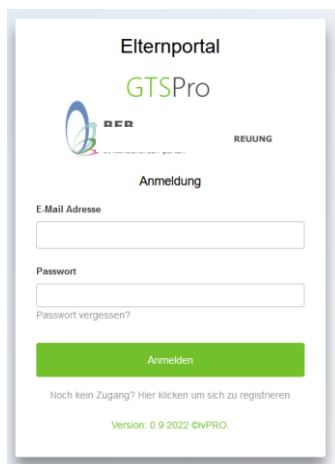 Elternportal
GTSPro
REUUNG
Anmeldung
E-Mail Adresse
Passwort
Passwort vergessen?
Anmelden
Noch kein Zugang? Hier klicken um sich zu registrieren
Version: 0.9 2022 ©ivPRO.